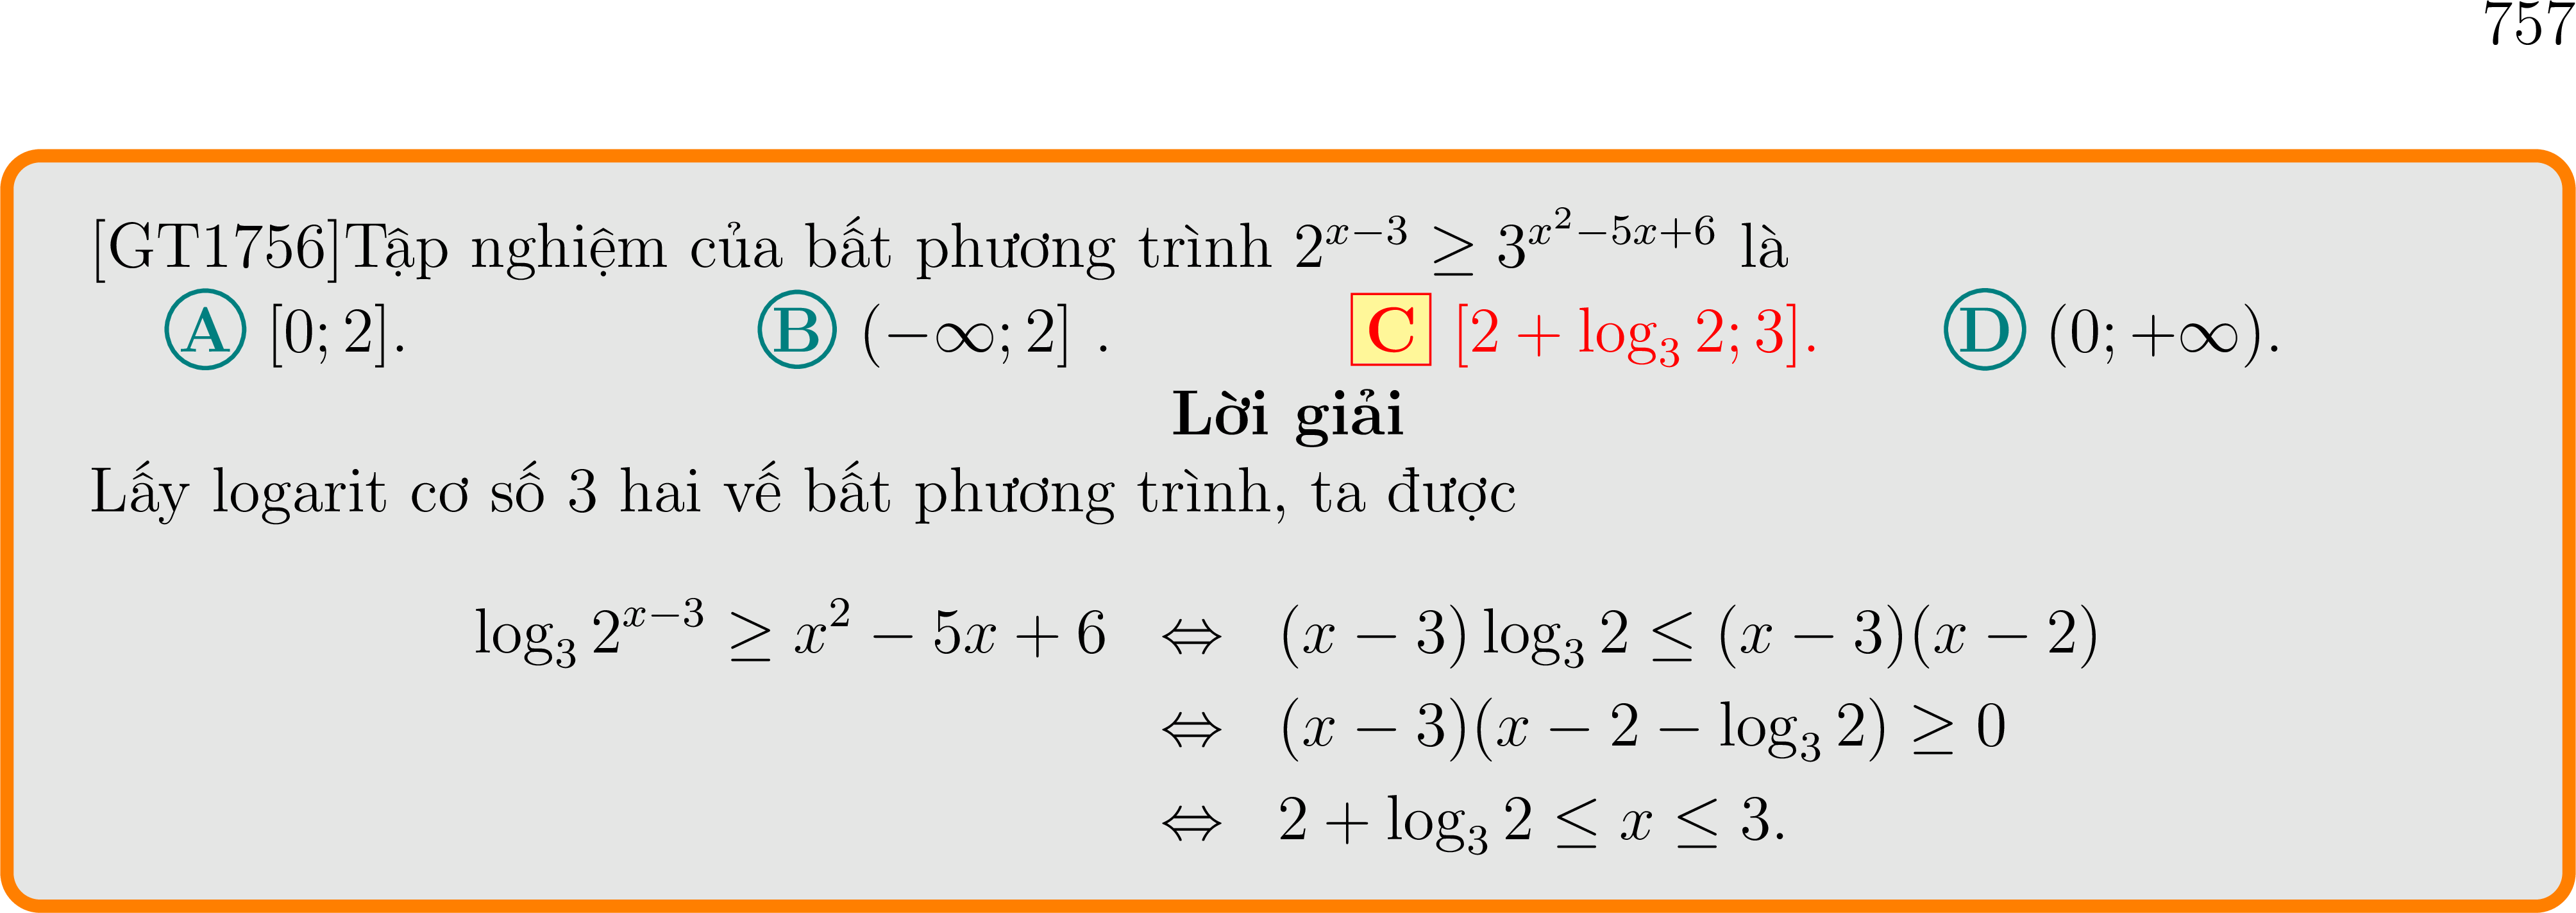 757
[GT1756]Tập nghiệm của bất phương trình $2^{x-3} \geq 3^{x^2-5x+6}$ là
A [0; 2]. B $(-\infty; 2]$ . C $[2 + \log_3 2; 3]$. D $(0; +\infty)$.
Lời giải
Lấy logarit cơ số 3 hai vế bất phương trình, ta được
$\log_3 2^{x-3} \geq x^2 - 5x + 6 \Leftrightarrow (x - 3)\log_3 2 \leq (x - 3)(x - 2)$
$\Leftrightarrow (x - 3)(x - 2 - \log_3 2) \geq 0$
$\Leftrightarrow 2 + \log_3 2 \leq x \leq 3.$